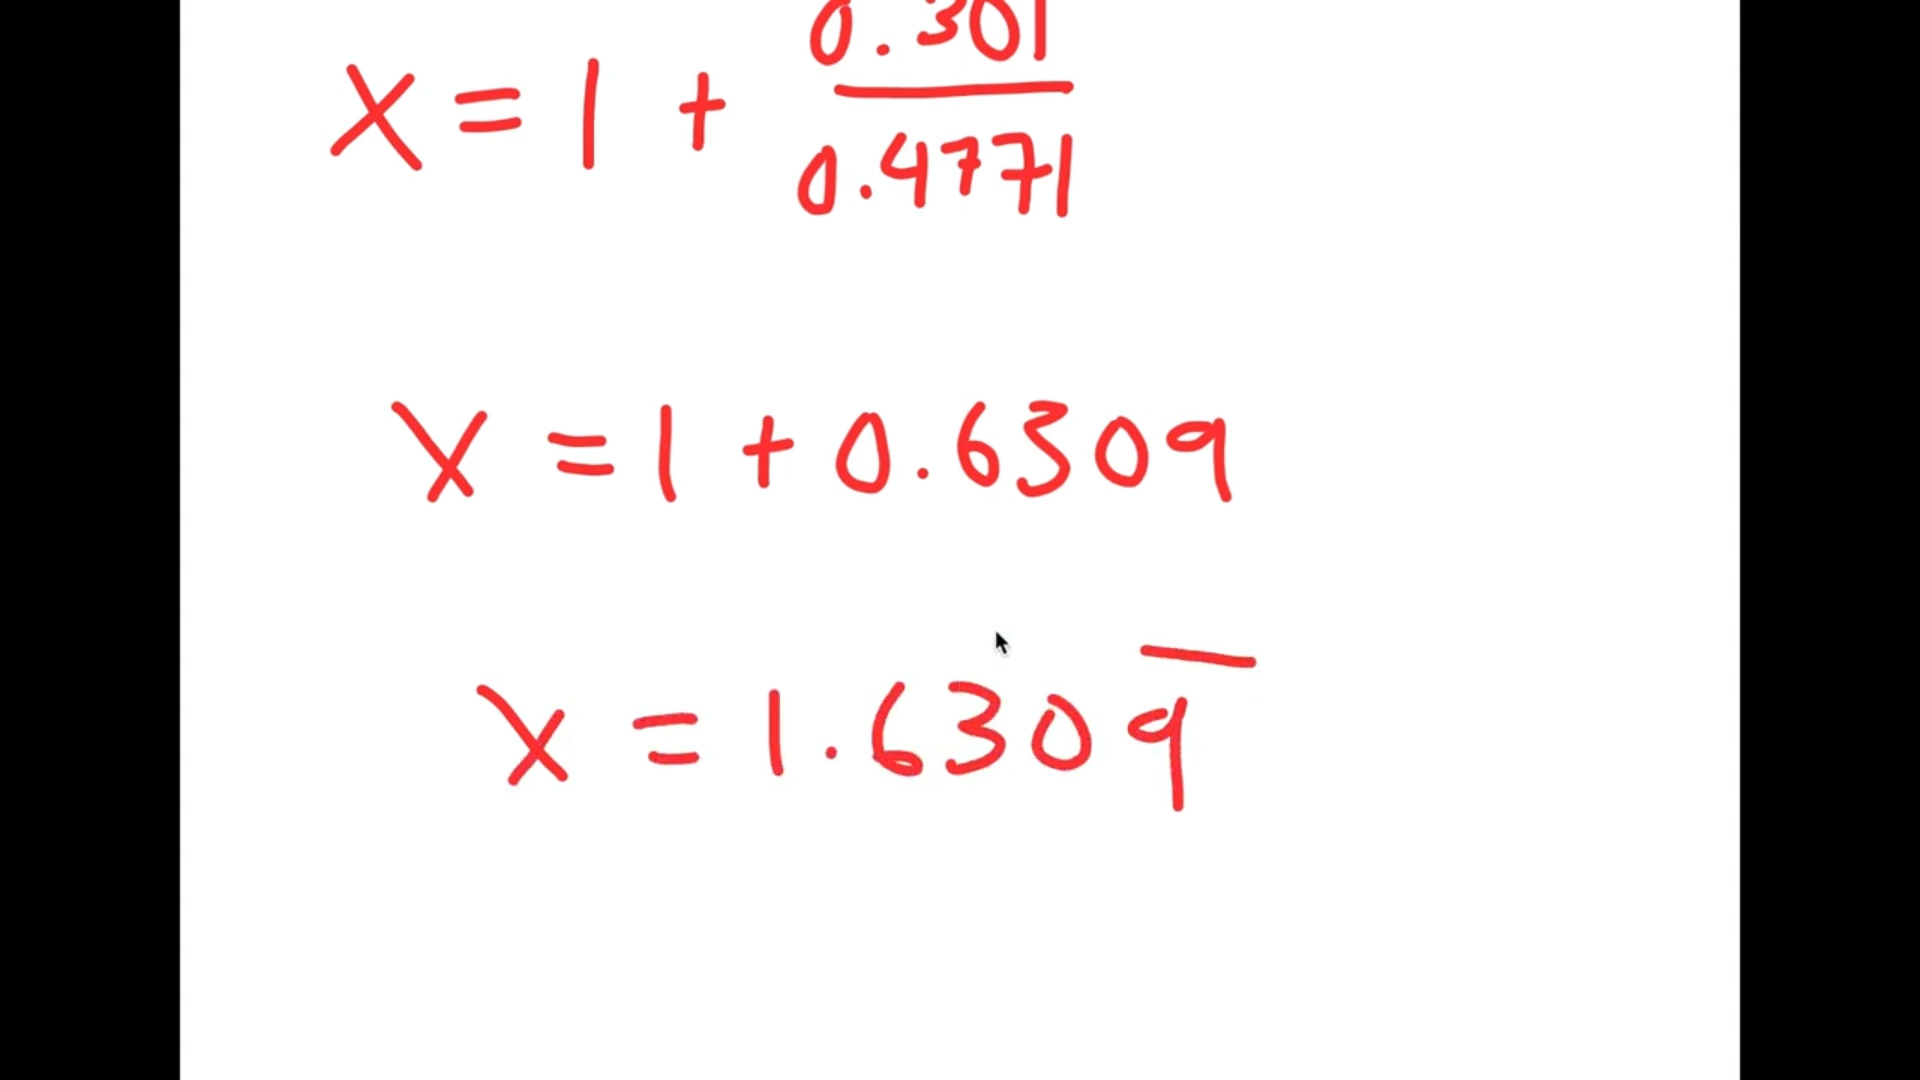 x = 1 + 0.301/0.4771
x = 1 + 0.6309
x = 1.6309